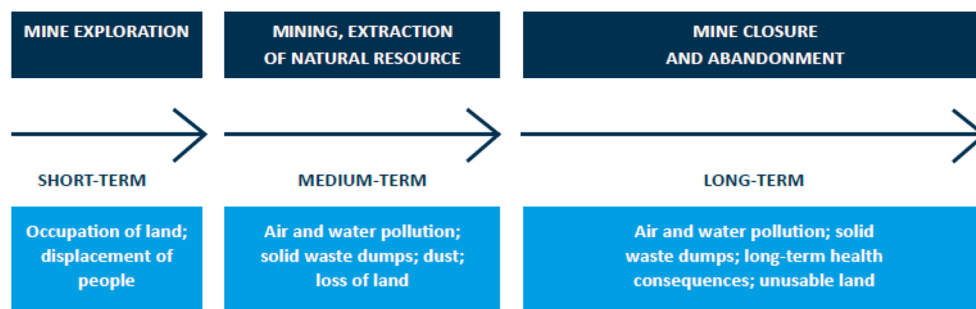 MINE EXPLORATION
MINING, EXTRACTION
OF NATURAL RESOURCE
MINE CLOSURE
AND ABANDONMENT
SHORT-TERM
MEDIUM-TERM
LONG-TERM
Occupation of land;
displacement of
people
Air and water pollution;
solid waste dumps; dust;
loss of land
Air and water pollution; solid
waste dumps; long-term health
consequences; unusable land